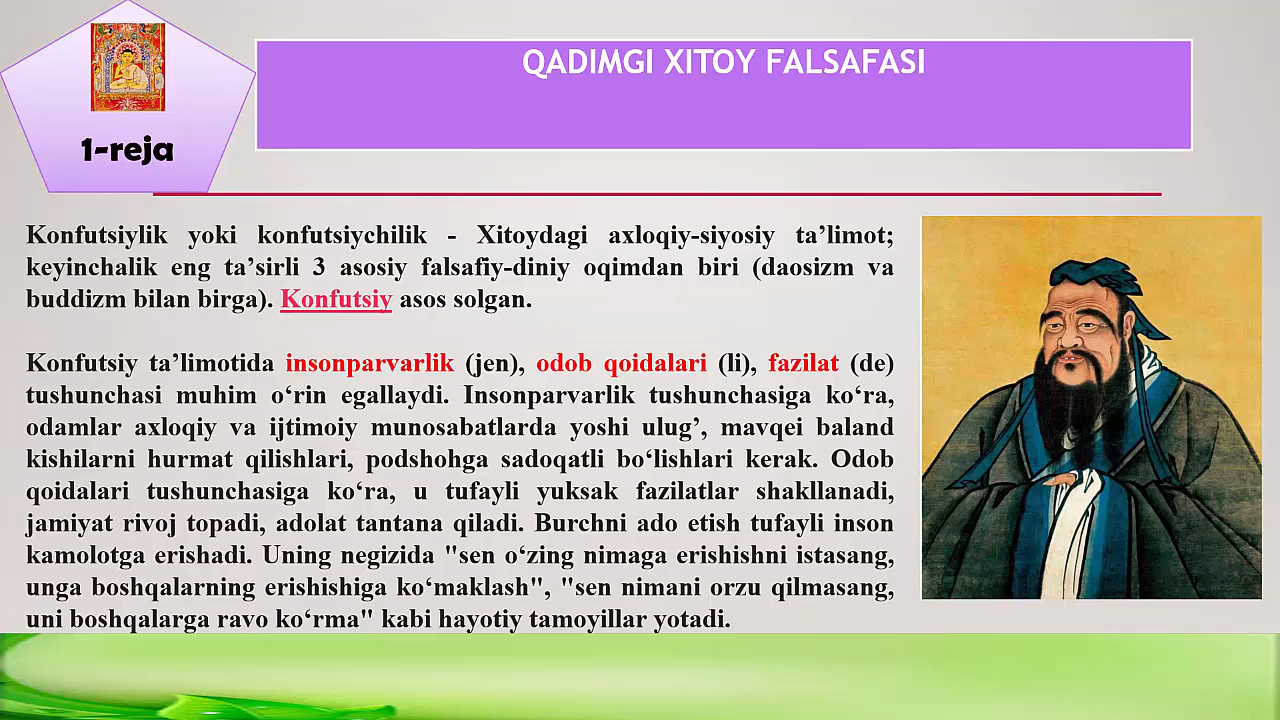 QADIMGI XITOY FALSAFASI
1-reja
Konfutsiylik yoki konfutsiychilik - Xitoydagi axloqiy-siyosiy ta’limot;
keyinchalik eng ta’sirli 3 asosiy falsafiy-diniy oqimdan biri (daosizm va
buddizm bilan birga). Konfutsiy asos solgan.
Konfutsiy ta’limotida insonparvarlik (jen), odob qoidalari (li), fazilat (de)
tushunchasi muhim o‘rin egallaydi. Insonparvarlik tushunchasiga ko‘ra,
odamlar axloqiy va ijtimoiy munosabatlarda yoshi ulug’, mavqei baland
kishilarni hurmat qilishlari, podshohga sadoqatli bo‘lishlari kerak. Odob
qoidalari tushunchasiga ko‘ra, u tufayli yuksak fazilatlar shakllanadi,
jamiyat rivoj topadi, adolat tantana qiladi. Burchni ado etish tufayli inson
kamolotga erishadi. Uning negizida "sen o‘zing nimaga erishishni istasang,
unga boshqalarning erishishiga ko‘maklash", "sen nimani orzu qilmasang,
uni boshqalarga ravo ko‘rma" kabi hayotiy tamoyillar yotadi.